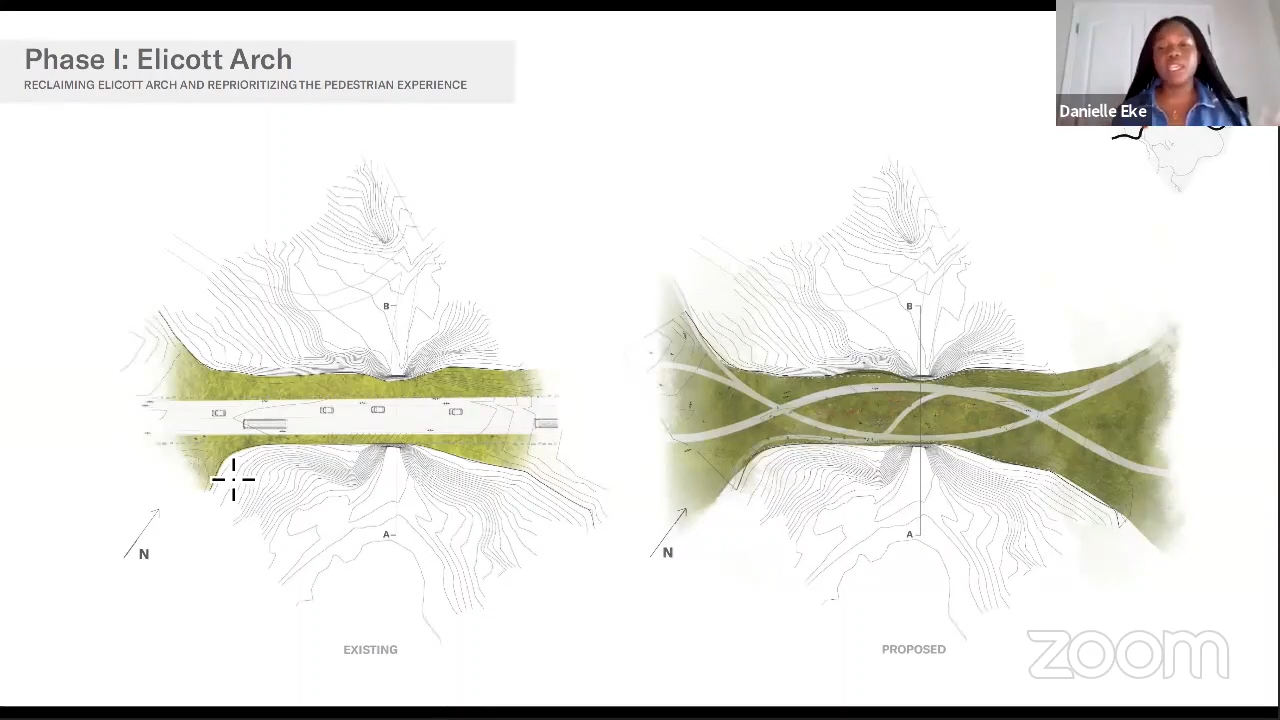 Phase I: Elicott Arch
RECLAIMING ELICOTT ARCH AND REPRIORITIZING THE PEDESTRIAN EXPERIENCE
Danielle Eke
B
B
A
A
N
N
EXISTING
PROPOSED
zoom